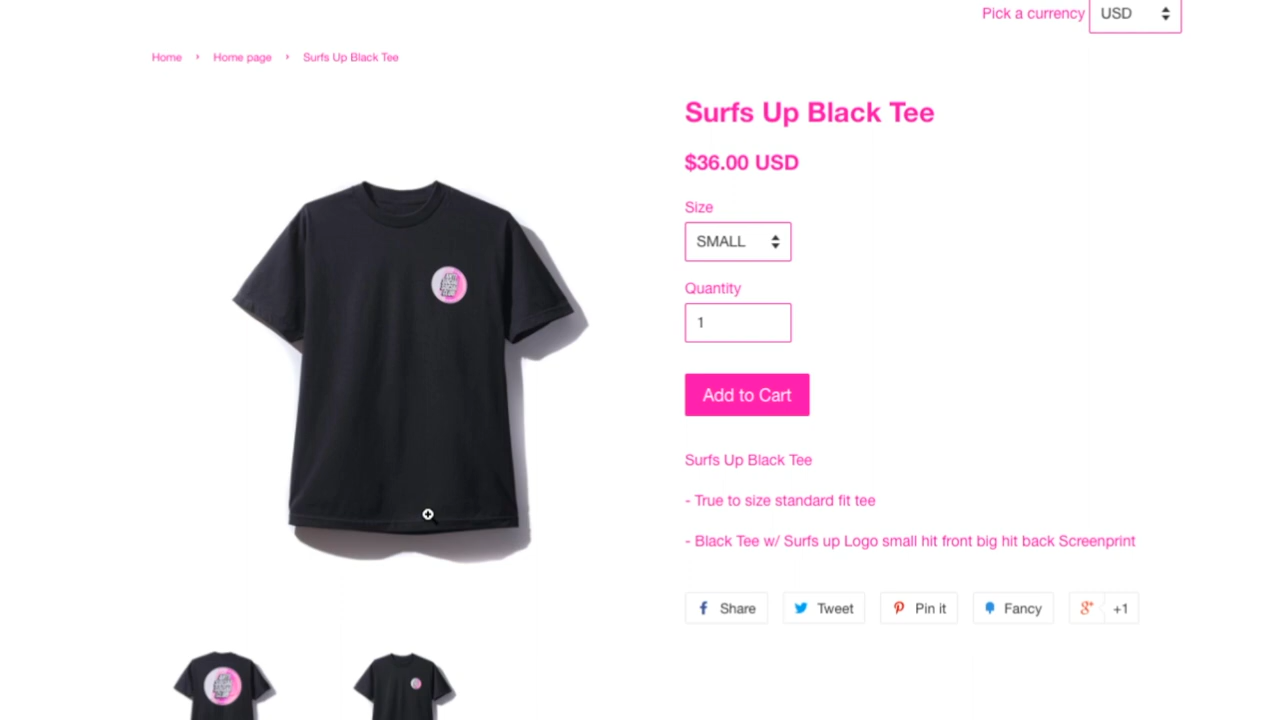 Pick a currency USD
Home › Home page › Surfs Up Black Tee
Surfs Up Black Tee
$36.00 USD
Size
SMALL
Quantity
1
Add to Cart
Surfs Up Black Tee
- True to size standard fit tee
- Black Tee w/ Surfs up Logo small hit front big hit back Screenprint
Share Tweet Pin it Fancy +1